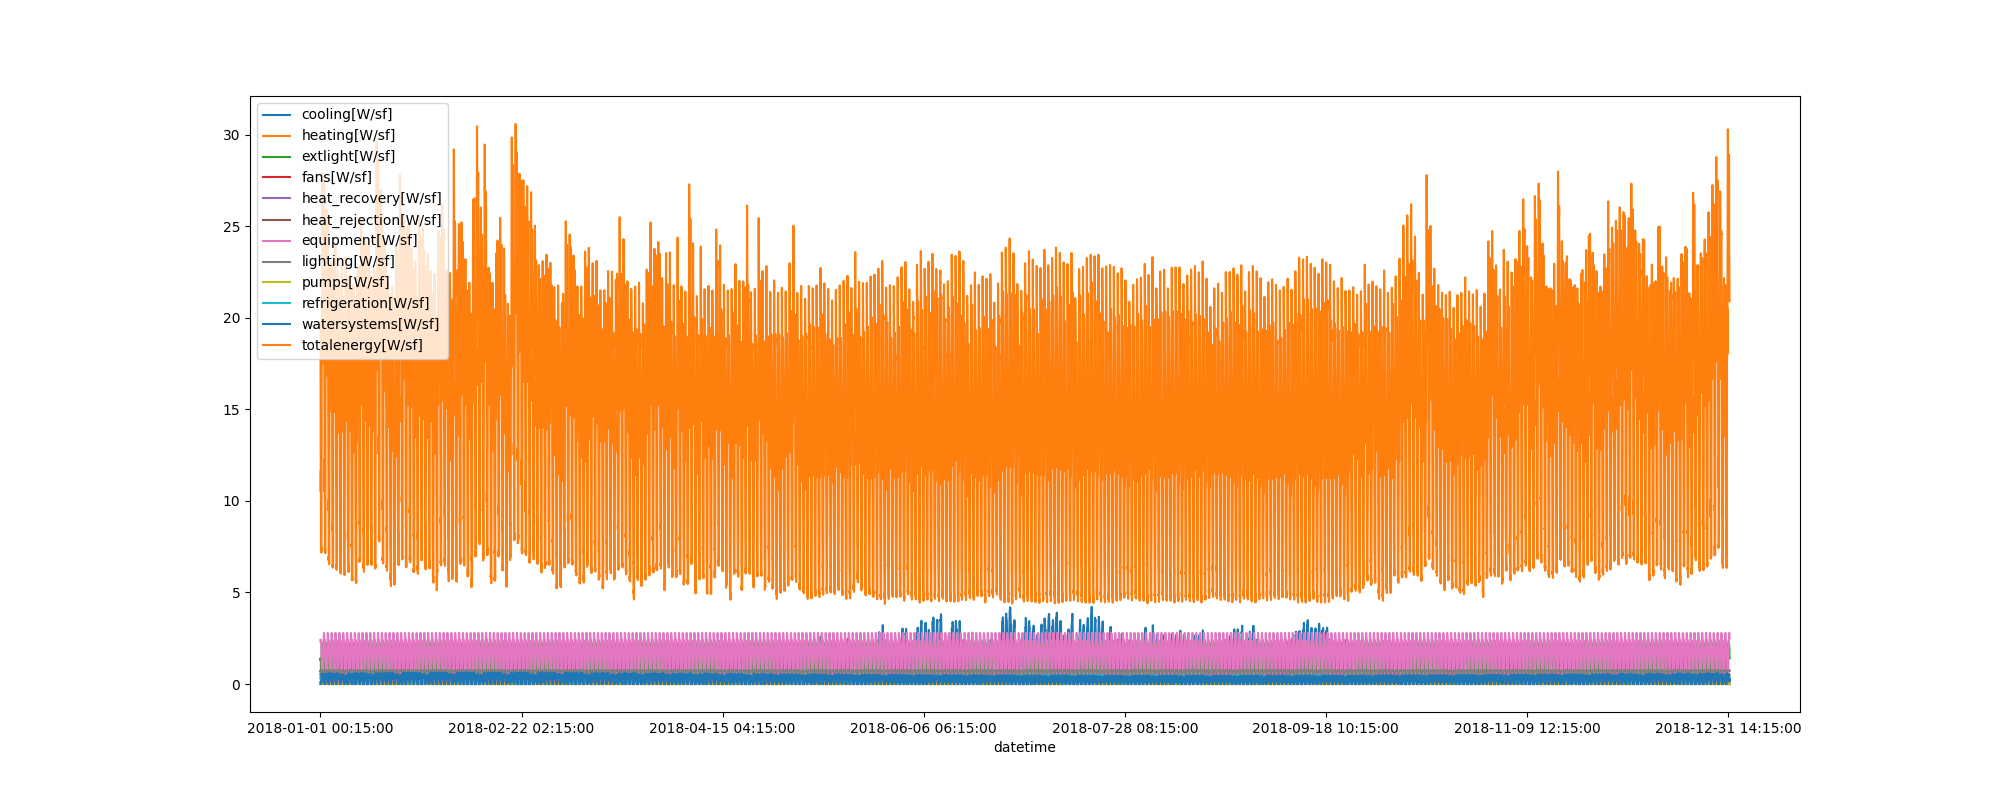 cooling[W/sf]
heating[W/sf]
extlight[W/sf]
fans[W/sf]
heat_recovery[W/sf]
heat_rejection[W/sf]
equipment[W/sf]
lighting[W/sf]
pumps[W/sf]
refrigeration[W/sf]
watersystems[W/sf]
totalenergy[W/sf]
30
25
20
15
10
5
0
2018-01-01 00:15:00 2018-02-22 02:15:00 2018-04-15 04:15:00 2018-06-06 06:15:00 2018-07-28 08:15:00 2018-09-18 10:15:00 2018-11-09 12:15:00 2018-12-31 14:15:00
datetime